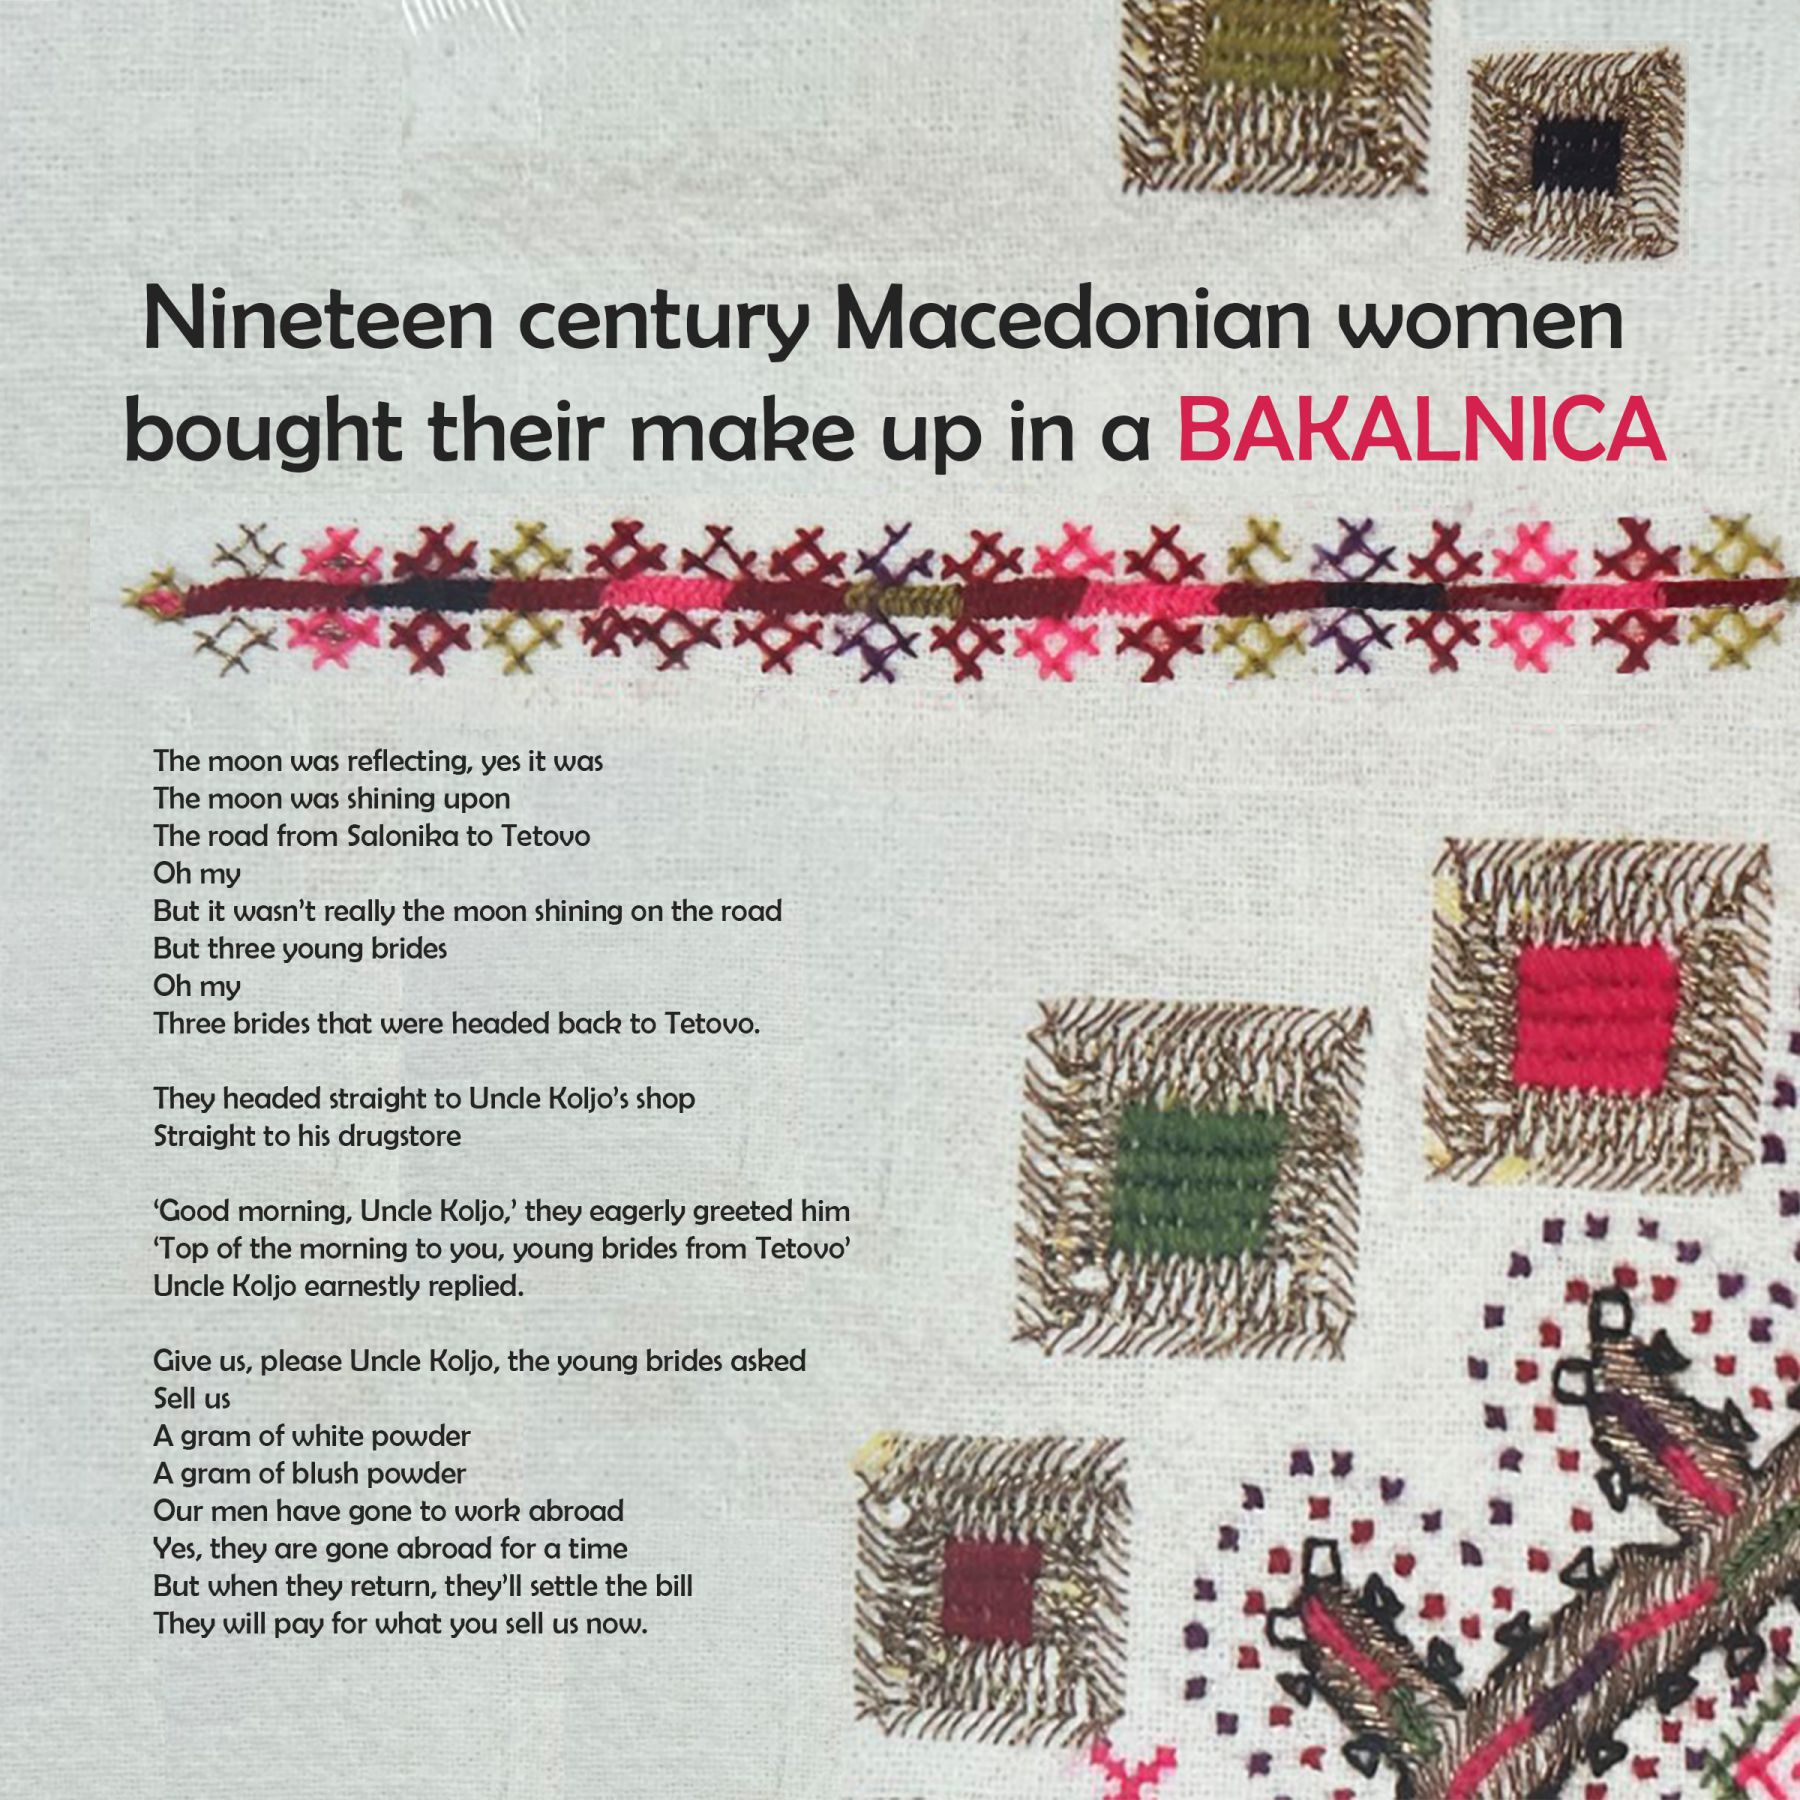 Nineteen century Macedonian women
bought their make up in a BAKALNICA
The moon was reflecting, yes it was
The moon was shining upon
The road from Salonika to Tetovo
Oh my
But it wasn’t really the moon shining on the road
But three young brides
Oh my
Three brides that were headed back to Tetovo.
They headed straight to Uncle Koljo’s shop
Straight to his drugstore
‘Good morning, Uncle Koljo,’ they eagerly greeted him
‘Top of the morning to you, young brides from Tetovo’
Uncle Koljo earnestly replied.
Give us, please Uncle Koljo, the young brides asked
Sell us
A gram of white powder
A gram of blush powder
Our men have gone to work abroad
Yes, they are gone abroad for a time
But when they return, they’ll settle the bill
They will pay for what you sell us now.